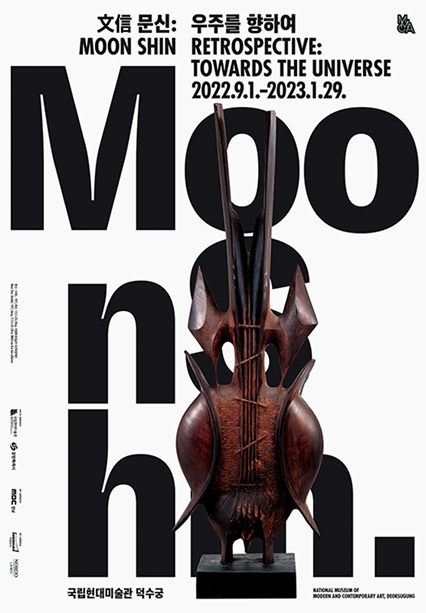 文信 문신: 우주를 향하여
MOON SHIN RETROSPECTIVE:
TOWARDS THE UNIVERSE
2022.9.1.–2023.1.29.
Moo
n S
hin.
MBC
국립현대미술관 덕수궁
NATIONAL MUSEUM OF
MODERN AND CONTEMPORARY ART, DEOKSUGUNG